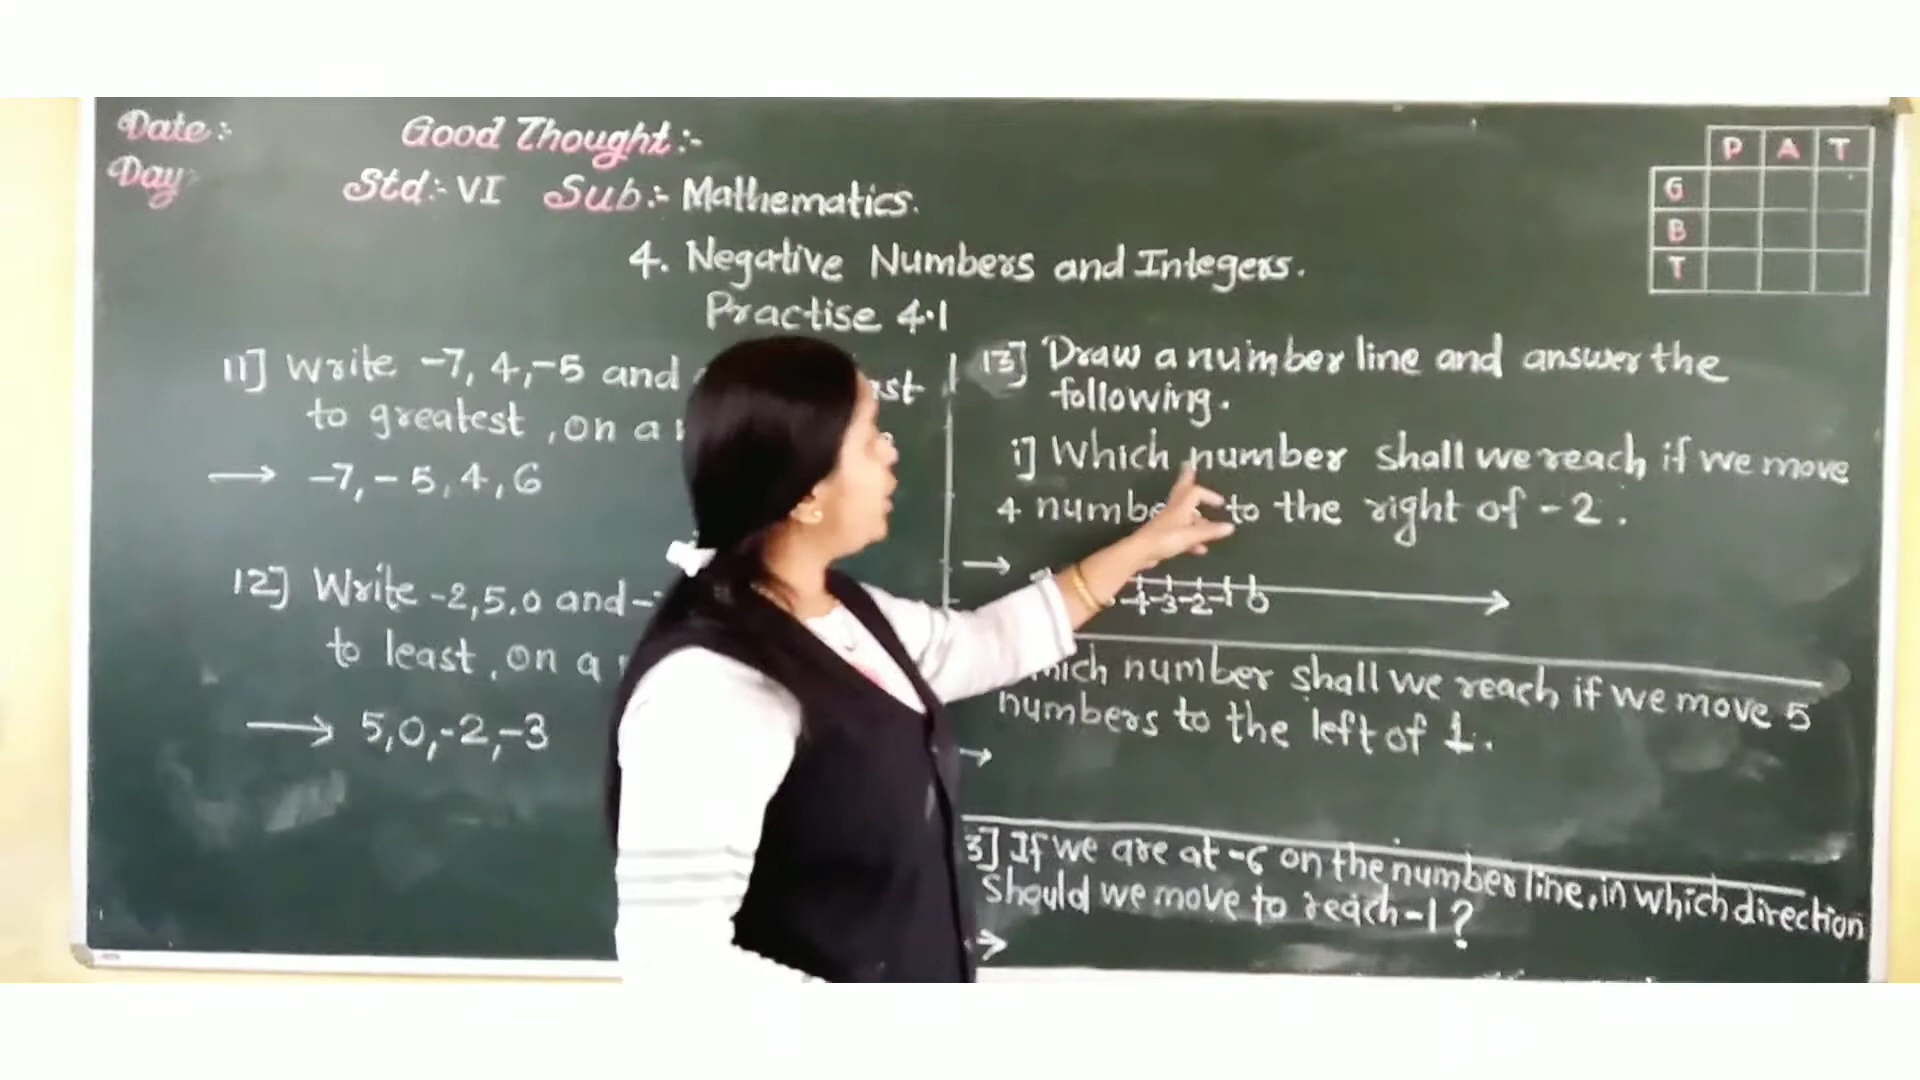 Date:-
Good Thought:-
Day:-
Std:- VI Sub:- Mathematics.
P A T
G
B
T
4. Negative Numbers and Integers.
Practise 4.1
11] Write -7, 4, -5 and
to greatest, on a
→ -7, -5, 4, 6
12] Write -2, 5, 0 and
to least, on a
→ 5, 0, -2, -3
13] Draw a number line and answer the
following.
i] Which number shall we reach, if we move
4 to the right of -2.
→
-4 -3 -2 -1 0
number shall we reach, if we move 5
numbers to the left of 1.
→
3] If we are at -6 on the number line, in which direction
Should we move to reach -1?
→